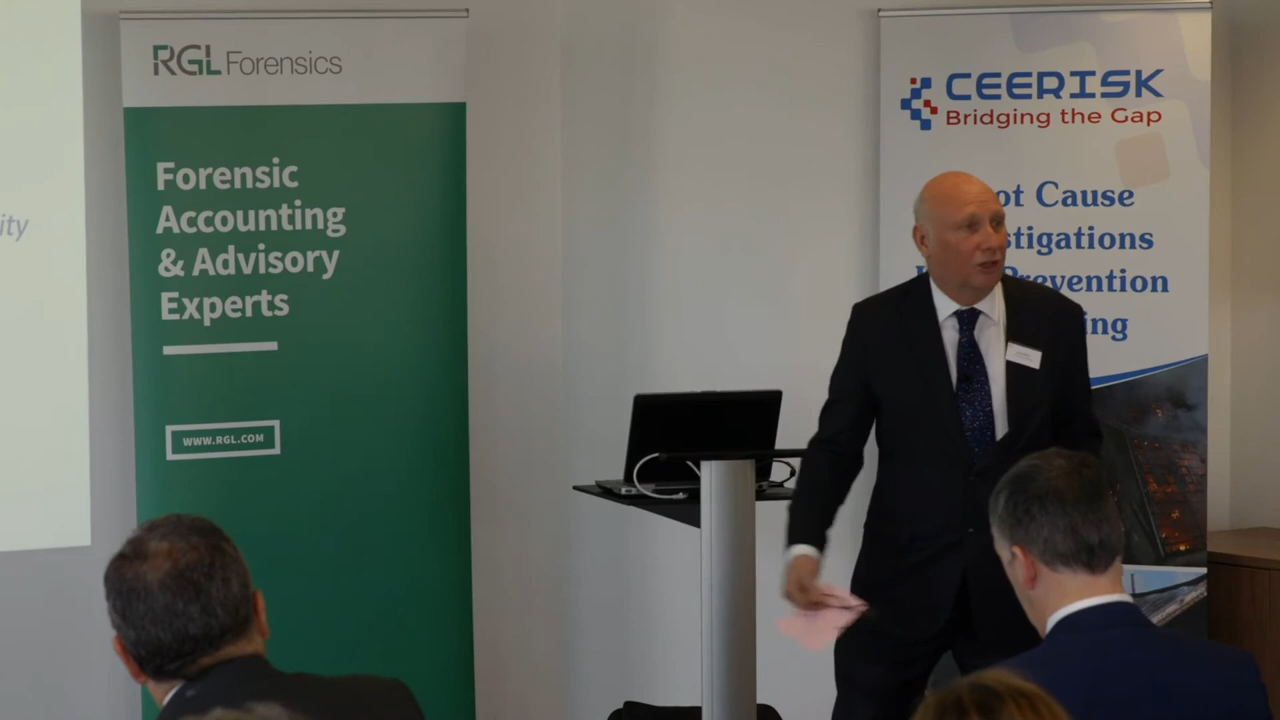 ity
RGL Forensics
Forensic
Accounting
& Advisory
Experts
WWW.RGL.COM
CEERISK
Bridging the Gap
ot Cause
stigations
Prevention
ing